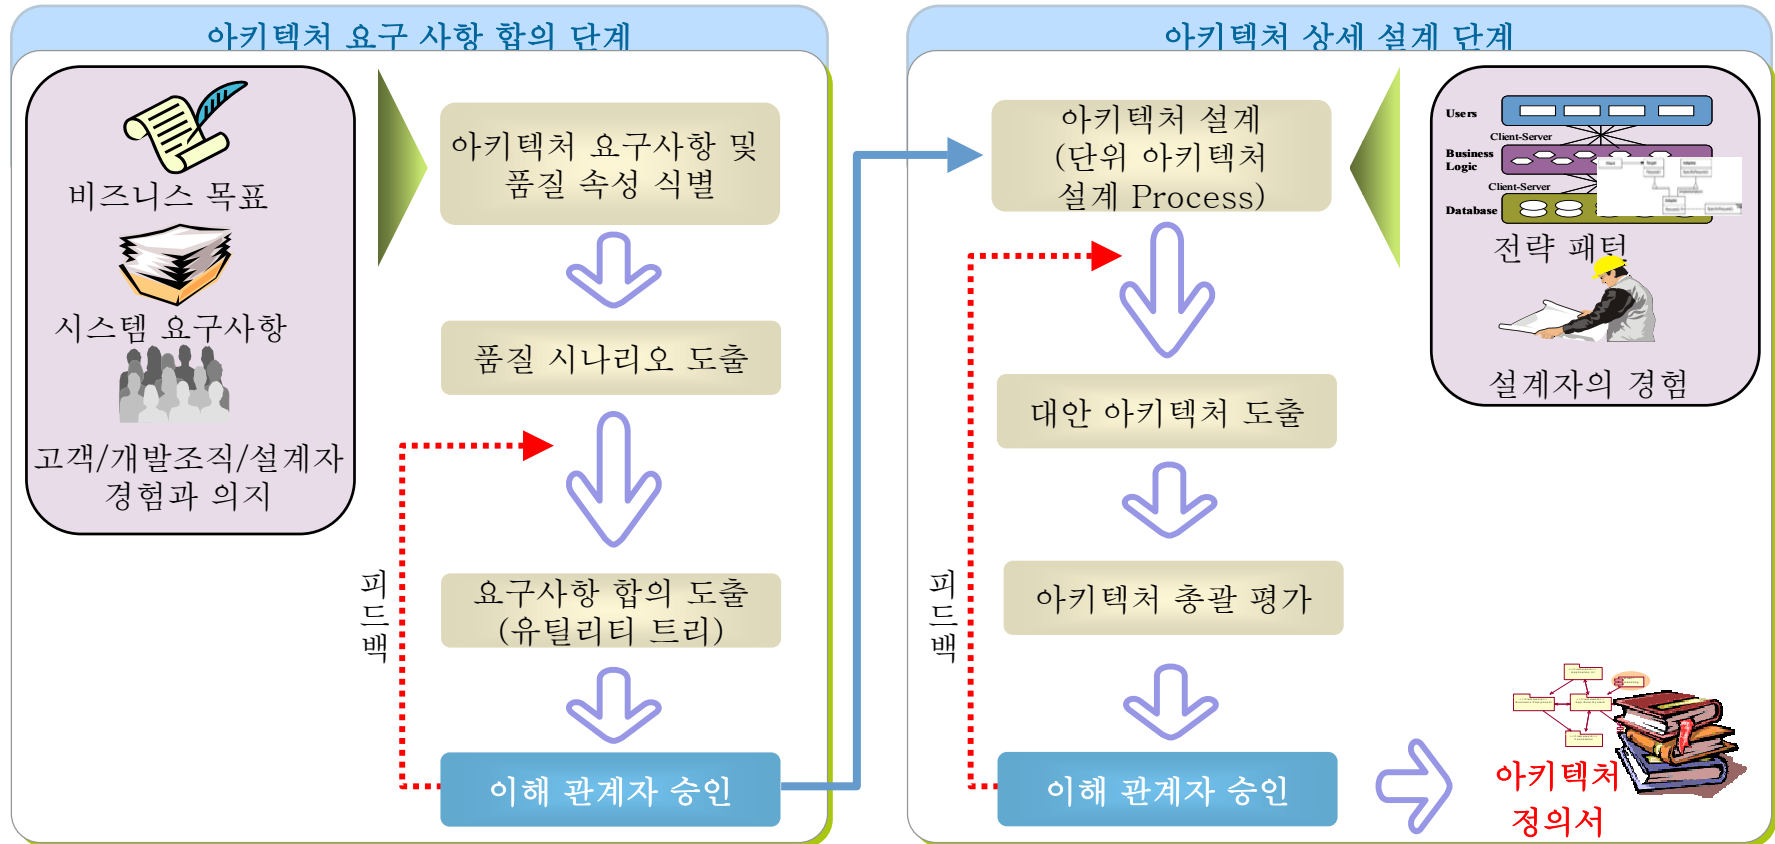 아키텍처 요구 사항 합의 단계
비즈니스 목표
시스템 요구사항
고객/개발조직/설계자
경험과 의지
아키텍처 요구사항 및
품질 속성 식별
품질 시나리오 도출
요구사항 합의 도출
(유틸리티 트리)
이해 관계자 승인
피
드
백
아키텍처 상세 설계 단계
아키텍처 설계
(단위 아키텍처
설계 Process)
대안 아키텍처 도출
아키텍처 총괄 평가
이해 관계자 승인
피
드
백
Users
Client-Server
Business
Logic
Client-Server
Database
전략 패턴
설계자의 경험
아키텍처
정의서